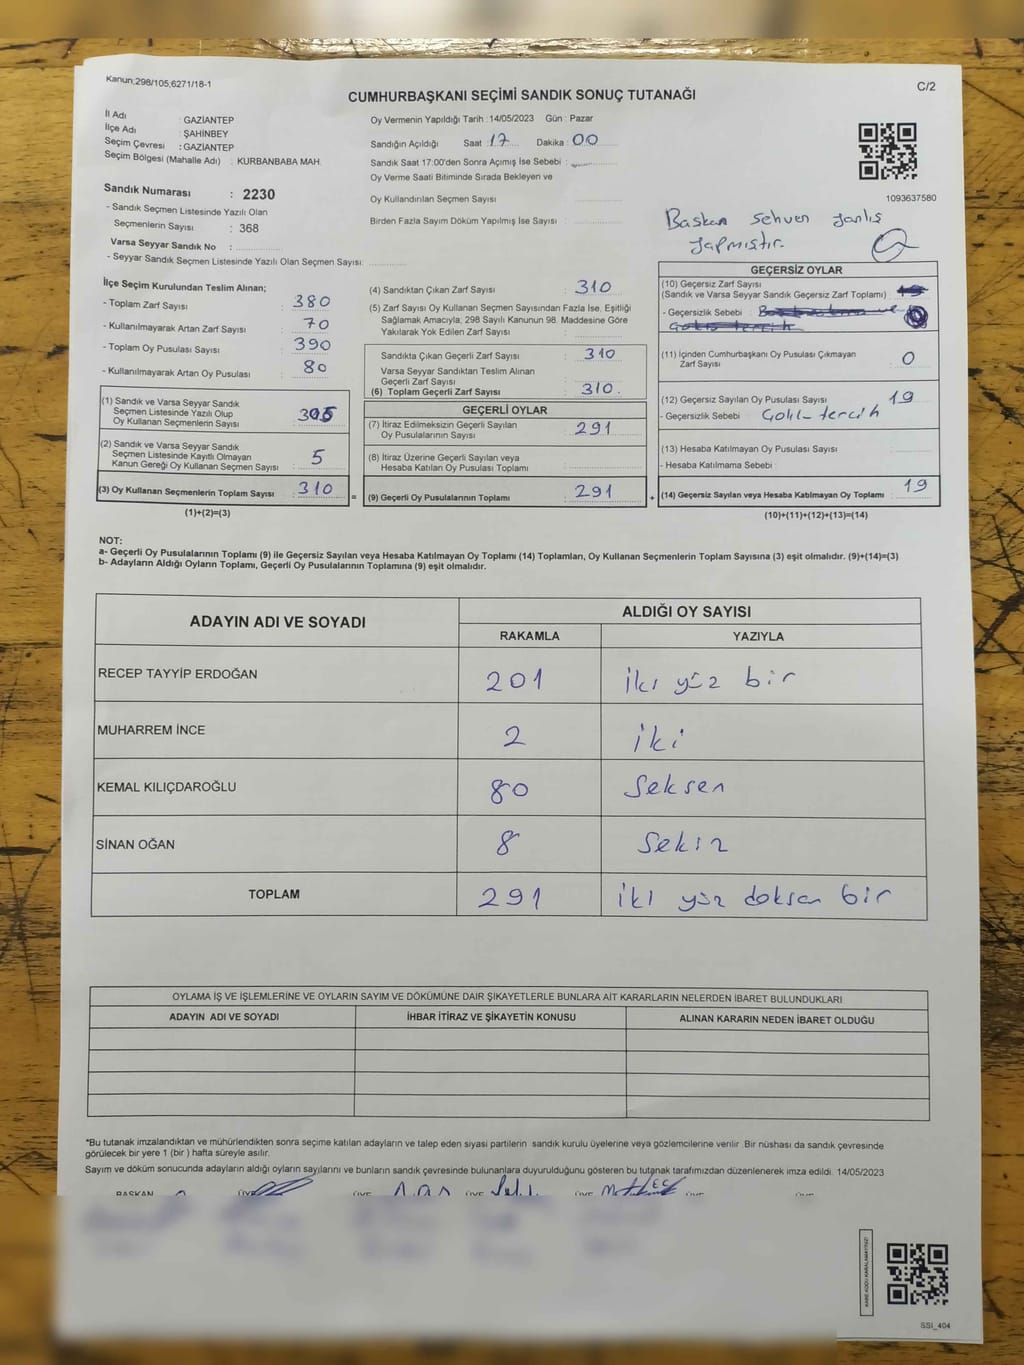 Kanun;298/105,6271/18-1
C/2
CUMHURBAŞKANI SEÇİMİ SANDIK SONUÇ TUTANAĞI
İl Adı : GAZİANTEP
İlçe Adı : ŞAHİNBEY
Seçim Çevresi : GAZİANTEP
Seçim Bölgesi (Mahalle Adı) : KURBANBABA MAH.
Sandık Numarası : 2230
- Sandık Seçmen Listesinde Yazılı Olan
Seçmenlerin Sayısı : 368
Varsa Seyyar Sandık No :
- Seyyar Sandık Seçmen Listesinde Yazılı Olan Seçmen Sayısı:
Oy Vermenin Yapıldığı Tarih : 14/05/2023 Gün : Pazar
Sandığın Açıldığı Saat : 17 Dakika : 00
Sandık Saat 17:00'den Sonra Açımış İse Sebebi :
Oy Verme Saati Bitiminde Sırada Bekleyen ve
Oy Kullandırılan Seçmen Sayısı
Birden Fazla Sayım Döküm Yapılmış İse Sayısı :
1093637580
Başkan sehven yanlış
yapmıştır.
İlçe Seçim Kurulundan Teslim Alınan;
- Toplam Zarf Sayısı : 380
- Kullanılmayarak Artan Zarf Sayısı : 70
- Toplam Oy Pusulası Sayısı : 390
- Kullanılmayarak Artan Oy Pusulası : 80
(1) Sandık ve Varsa Seyyar Sandık
Seçmen Listesinde Yazılı Olup
Oy Kullanan Seçmenlerin Sayısı : 305
(2) Sandık ve Varsa Seyyar Sandık
Seçmen Listesinde Kayıtlı Olmayan
Kanun Gereği Oy Kullanan Seçmen Sayısı : 5
(3) Oy Kullanan Seçmenlerin Toplam Sayısı : 310
(1)+(2)=(3)
(4) Sandıktan Çıkan Zarf Sayısı : 310
(5) Zarf Sayısı Oy Kullanan Seçmen Sayısından Fazla İse, Eşitliği
Sağlamak Amacıyla, 298 Sayılı Kanunun 98. Maddesine Göre
Yakılarak Yok Edilen Zarf Sayısı :
Sandıkta Çıkan Geçerli Zarf Sayısı : 310
Varsa Seyyar Sandıktan Teslim Alınan
Geçerli Zarf Sayısı :
(6) Toplam Geçerli Zarf Sayısı : 310.
GEÇERLİ OYLAR
(7) İtiraz Edilmeksizin Geçerli Sayılan
Oy Pusulalarının Sayısı : 291
(8) İtiraz Üzerine Geçerli Sayılan veya
Hesaba Katılan Oy Pusulası Toplamı :
= (9) Geçerli Oy Pusulalarının Toplamı : 291 +
GEÇERSİZ OYLAR
(10) Geçersiz Zarf Sayısı
(Sandık ve Varsa Seyyar Sandık Geçersiz Zarf Toplamı) : 19
- Geçersizlik Sebebi :
(11) İçinden Cumhurbaşkanı Oy Pusulası Çıkmayan
Zarf Sayısı : 0
(12) Geçersiz Sayılan Oy Pusulası Sayısı : 19
- Geçersizlik Sebebi : Çoklu tercih
(13) Hesaba Katılmayan Oy Pusulası Sayısı :
- Hesaba Katılmama Sebebi :
(14) Geçersiz Sayılan veya Hesaba Katılmayan Oy Toplamı : 19
(10)+(11)+(12)+(13)=(14)
NOT:
a- Geçerli Oy Pusulalarının Toplamı (9) ile Geçersiz Sayılan veya Hesaba Katılmayan Oy Toplamı (14) Toplamları, Oy Kullanan Seçmenlerin Toplam Sayısına (3) eşit olmalıdır. (9)+(14)=(3)
b- Adayların Aldığı Oyların Toplamı, Geçerli Oy Pusulalarının Toplamına (9) eşit olmalıdır.
ADAYIN ADI VE SOYADI
ALDIĞI OY SAYISI
RAKAMLA YAZIYLA
RECEP TAYYİP ERDOĞAN 201 iki yüz bir
MUHARREM İNCE 2 iki
KEMAL KILIÇDAROĞLU 80 Seksen
SİNAN OĞAN 8 Sekiz
TOPLAM 291 iki yüz doksan bir
OYLAMA İŞ VE İŞLEMLERİNE VE OYLARIN SAYIM VE DÖKÜMÜNE DAİR ŞİKAYETLERLE BUNLARA AİT KARARLARIN NELERDEN İBARET BULUNDUKLARI
ADAYIN ADI VE SOYADI İHBAR İTİRAZ VE ŞİKAYETİN KONUSU ALINAN KARARIN NEDEN İBARET OLDUĞU
*Bu tutanak imzalandıktan ve mühürlendikten sonra seçime katılan adayların ve talep eden siyasi partilerin sandık kurulu üyelerine veya gözlemcilerine verilir. Bir nüshası da sandık çevresinde
görülecek bir yere 1 (bir ) hafta süreyle asılır.
Sayım ve döküm sonucunda adayların aldığı oyların sayılarını ve bunların sandık çevresinde bulunanlara duyurulduğunu gösteren bu tutanak tarafımızdan düzenlenerek imza edildi. 14/05/2023
BAŞKAN ÜYE ÜYE ÜYE ÜYE ÜYE
SSI_404